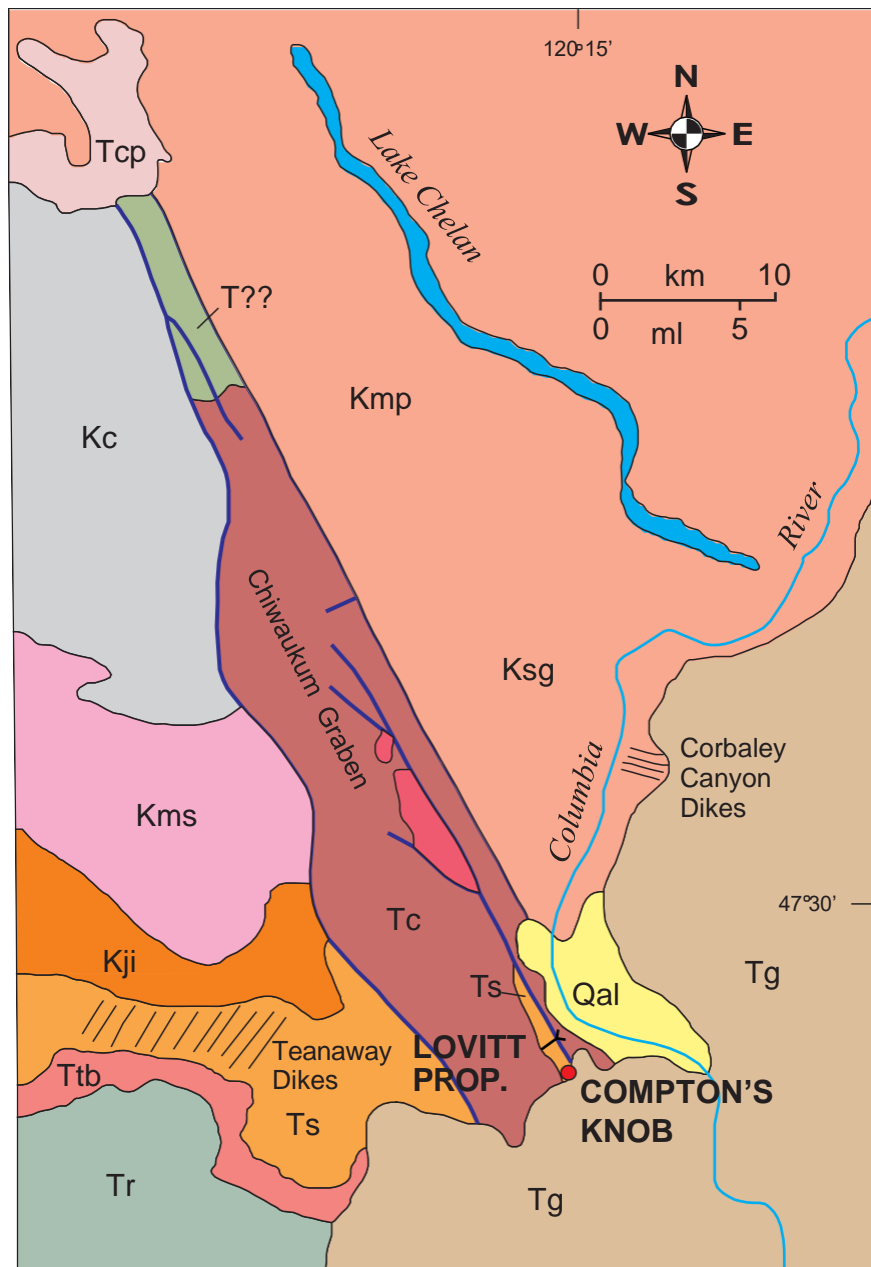 120°15'
N
W E
S
Tcp
Lake Chelan
0 km 10
0 ml 5
T??
Kmp
Kc
River
Chiwaukum Graben
Ksg
Corbaley
Canyon
Dikes
Columbia
Kms
47°30'
Tc
Kji
Tg
Ts
Qal
Teanaway
Dikes
LOVITT
PROP.
Ttb
COMPTON'S
KNOB
Ts
Tr
Tg